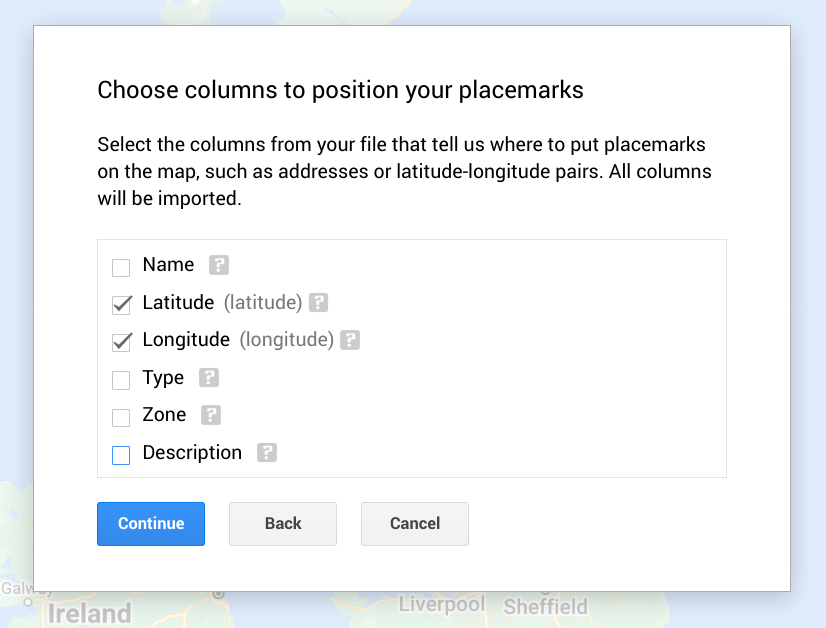 Choose columns to position your placemarks
Select the columns from your file that tell us where to put placemarks
on the map, such as addresses or latitude-longitude pairs. All columns
will be imported.
Name ?
Latitude (latitude) ?
Longitude (longitude) ?
Type ?
Zone ?
Description ?
Continue Back Cancel
Liverpool Sheffield
Ireland